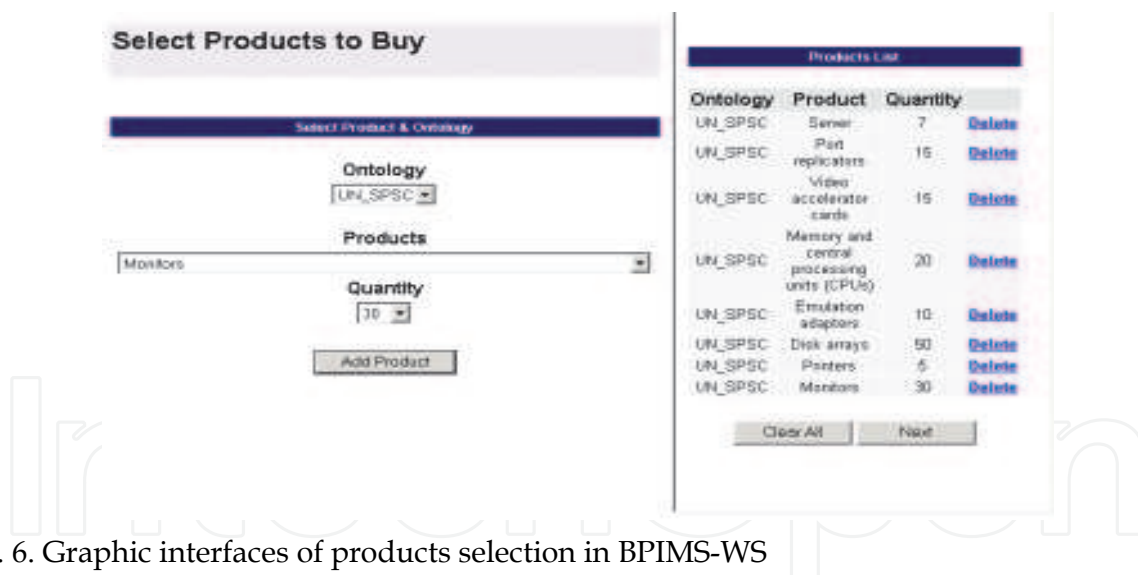 Select Products to Buy
Select Product & Ontology
Ontology
UN_SPSC
Products
Monitors
Quantity
30
Add Product
Products List
Ontology Product Quantity
UN_SPSC Server 7 Delete
UN_SPSC Port replicators 15 Delete
UN_SPSC Video accelerator cards 15 Delete
UN_SPSC Memory and central processing units (CPUs) 20 Delete
UN_SPSC Emulation adapters 10 Delete
UN_SPSC Disk arrays 50 Delete
UN_SPSC Printers 5 Delete
UN_SPSC Monitors 30 Delete
Clear All Next
. 6. Graphic interfaces of products selection in BPIMS-WS